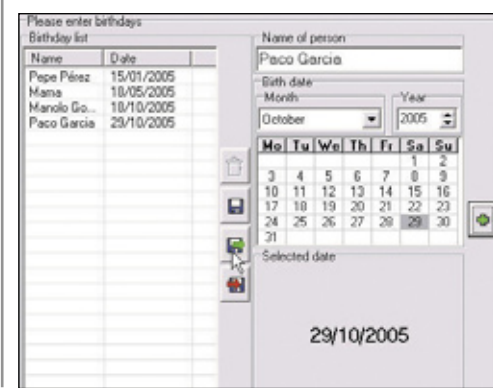 Please enter birthdays
Birthday list
Name Date
Pepe Pérez 15/01/2005
Mama 18/05/2005
Manolo Go... 18/10/2005
Paco Garcia 29/10/2005
Name of person
Paco Garcia
Birth date
Month Year
October 2005
Mo Tu We Th Fr Sa Su
1 2
3 4 5 6 7 8 9
10 11 12 13 14 15 16
17 18 19 20 21 22 23
24 25 26 27 28 29 30
31
Selected date
29/10/2005